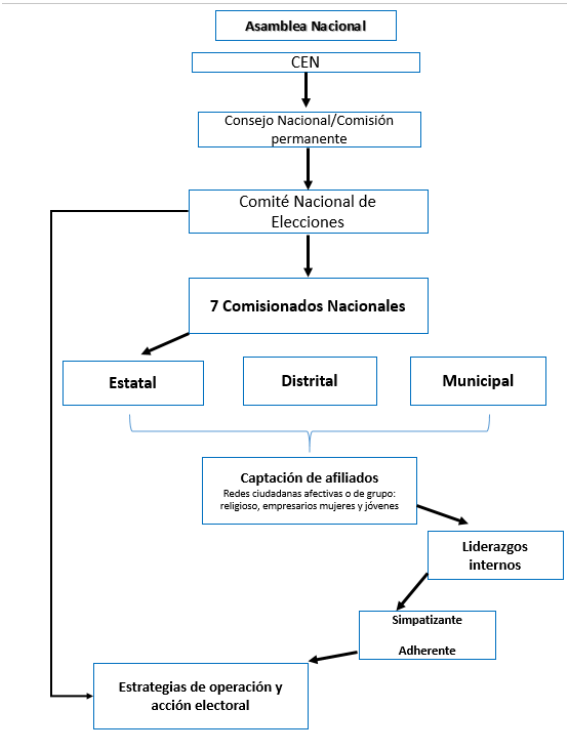 Asamblea Nacional
CEN
Consejo Nacional/Comisión
permanente
Comité Nacional de
Elecciones
7 Comisionados Nacionales
Estatal
Distrital
Municipal
Captación de afiliados
Redes ciudadanas afectivas o de grupo:
religioso, empresarios mujeres y jóvenes
Liderazgos
internos
Simpatizante
Adherente
Estrategias de operación y
acción electoral